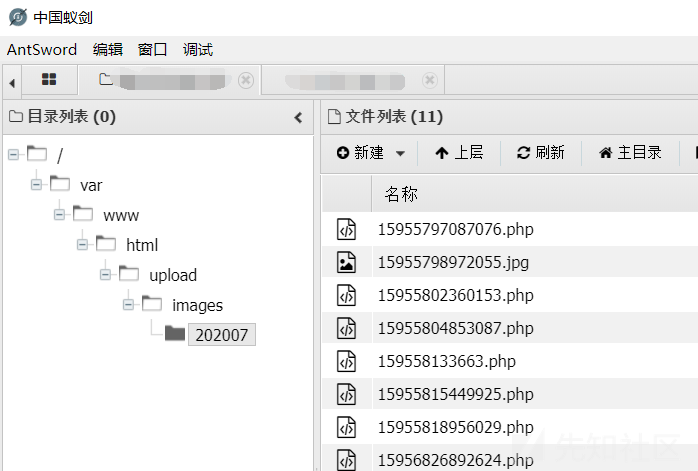 中国蚁剑
AntSword 编辑 窗口 调试
目录列表 (0)
文件列表 (11)
新建 上层 刷新 主目录
名称
/
var
www
html
upload
images
202007
15955797087076.php
15955798972055.jpg
15955802360153.php
15955804853087.php
159558133663.php
15955815449925.php
15955818956029.php
15956826892624.php
先知社区